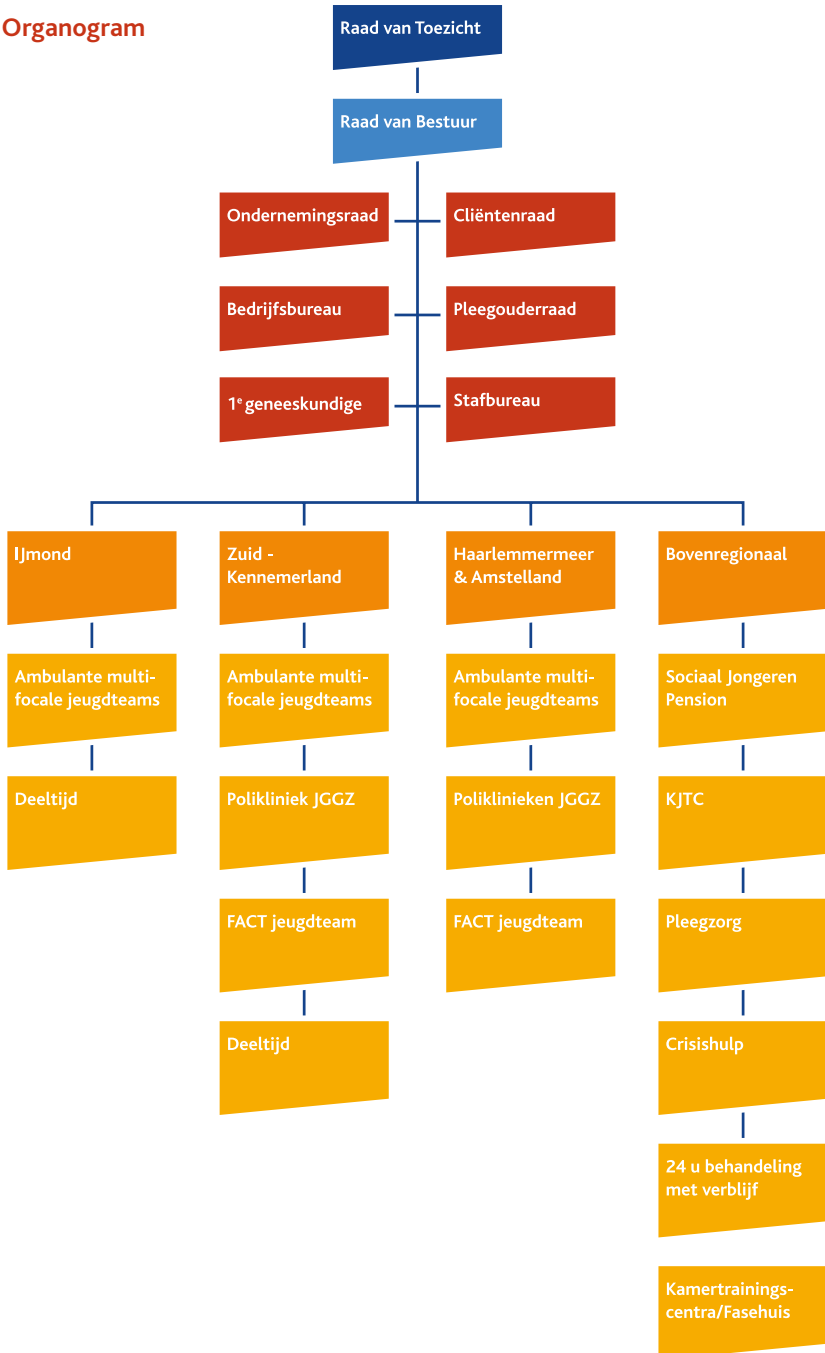 Organogram
Raad van Toezicht
Raad van Bestuur
Ondernemingsraad
Cliëntenraad
Bedrijfsbureau
Pleegouderraad
1e geneeskundige
Stafbureau
IJmond
Zuid -
Kennemerland
Haarlemmermeer
& Amstelland
Bovenregionaal
Ambulante multi-
focale jeugdteams
Ambulante multi-
focale jeugdteams
Ambulante multi-
focale jeugdteams
Sociaal Jongeren
Pension
Deeltijd
Polikliniek JGGZ
Poliklinieken JGGZ
KJTC
FACT jeugdteam
FACT jeugdteam
Pleegzorg
Deeltijd
Crisishulp
24 u behandeling
met verblijf
Kamertrainings-
centra/Fasehuis